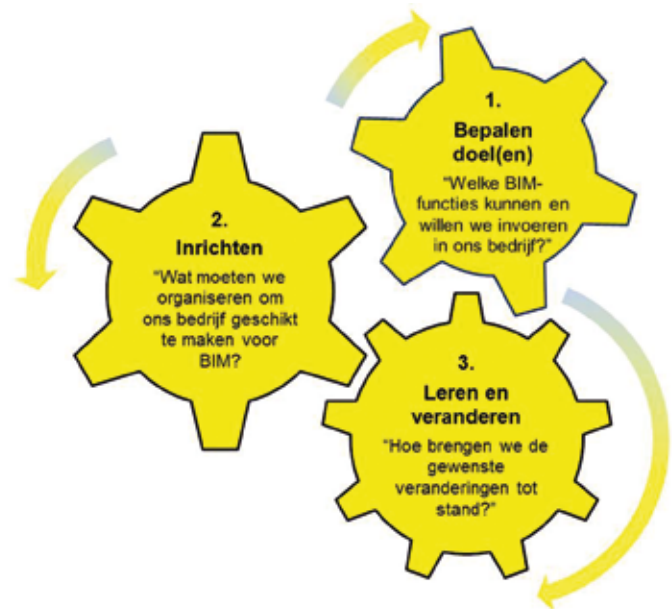 1.
Bepalen
doel(en)
"Welke BIM-
functies kunnen en
willen we invoeren
in ons bedrijf?"
2.
Inrichten
"Wat moeten we
organiseren om
ons bedrijf geschikt
te maken voor
BIM?
3.
Leren en
veranderen
"Hoe brengen we de
gewenste
veranderingen tot
stand?"